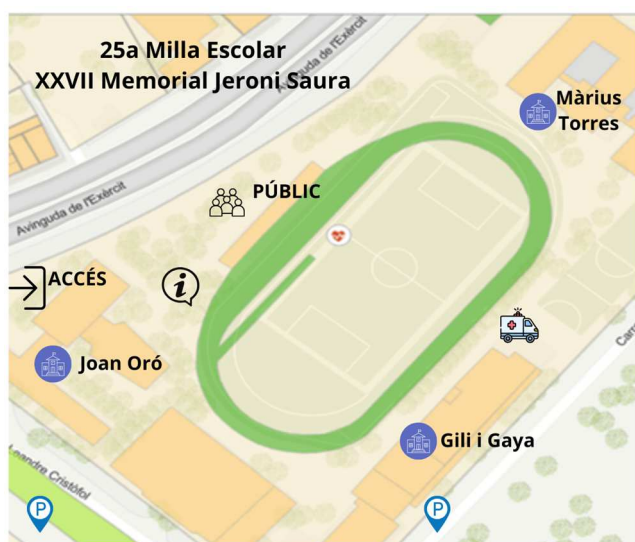 25a Milla Escolar
XXVII Memorial Jeroni Saura
Avinguda de l'Exèrcit
Màrius
Torres
PÚBLIC
Avinguda de l'Exèrcit
ACCÉS
i
Joan Oró
Gili i Gaya
Leandre Cristòfol
P
P